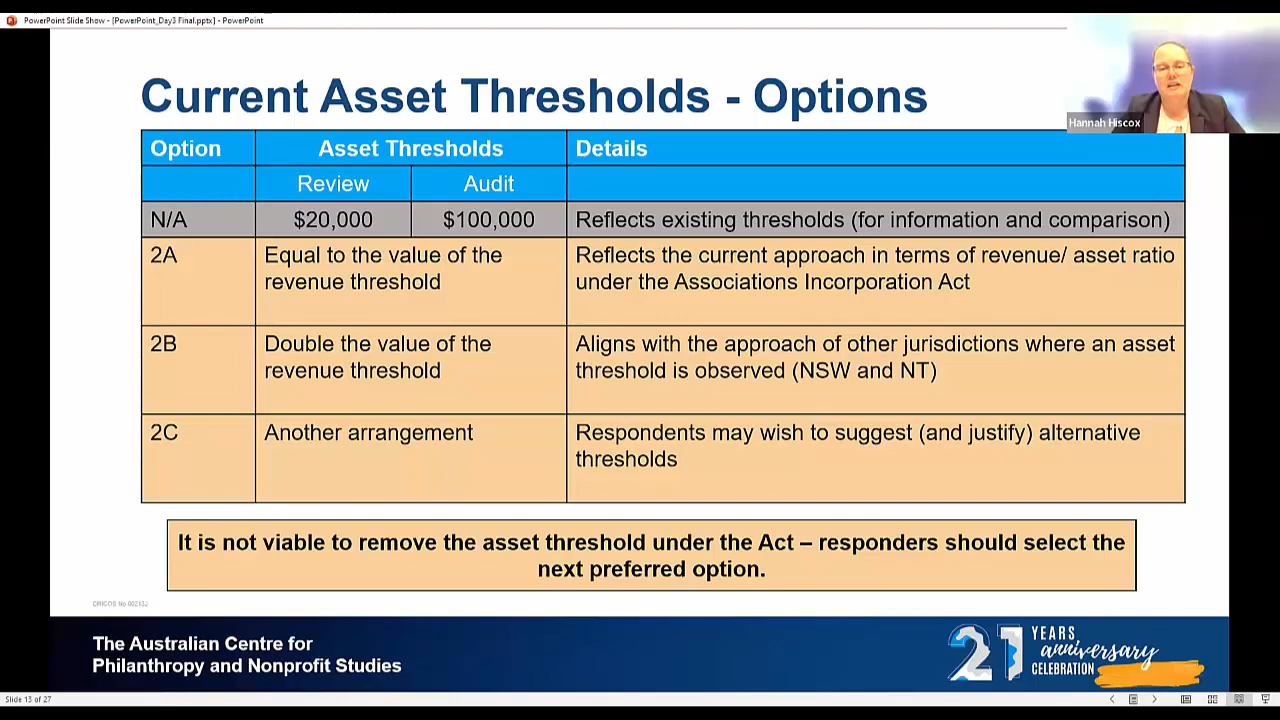 PowerPoint Slide Show - [PowerPoint_Day3 Final.pptx] - PowerPoint
Hannah Hiscox
Current Asset Thresholds - Options
Option
Asset Thresholds
Details
Review
Audit
N/A
$20,000
$100,000
Reflects existing thresholds (for information and comparison)
2A
Equal to the value of the
revenue threshold
Reflects the current approach in terms of revenue/ asset ratio
under the Associations Incorporation Act
2B
Double the value of the
revenue threshold
Aligns with the approach of other jurisdictions where an asset
threshold is observed (NSW and NT)
2C
Another arrangement
Respondents may wish to suggest (and justify) alternative
thresholds
It is not viable to remove the asset threshold under the Act – responders should select the
next preferred option.
The Australian Centre for
Philanthropy and Nonprofit Studies
21 YEARS
anniversary
CELEBRATION
Slide 13 of 27